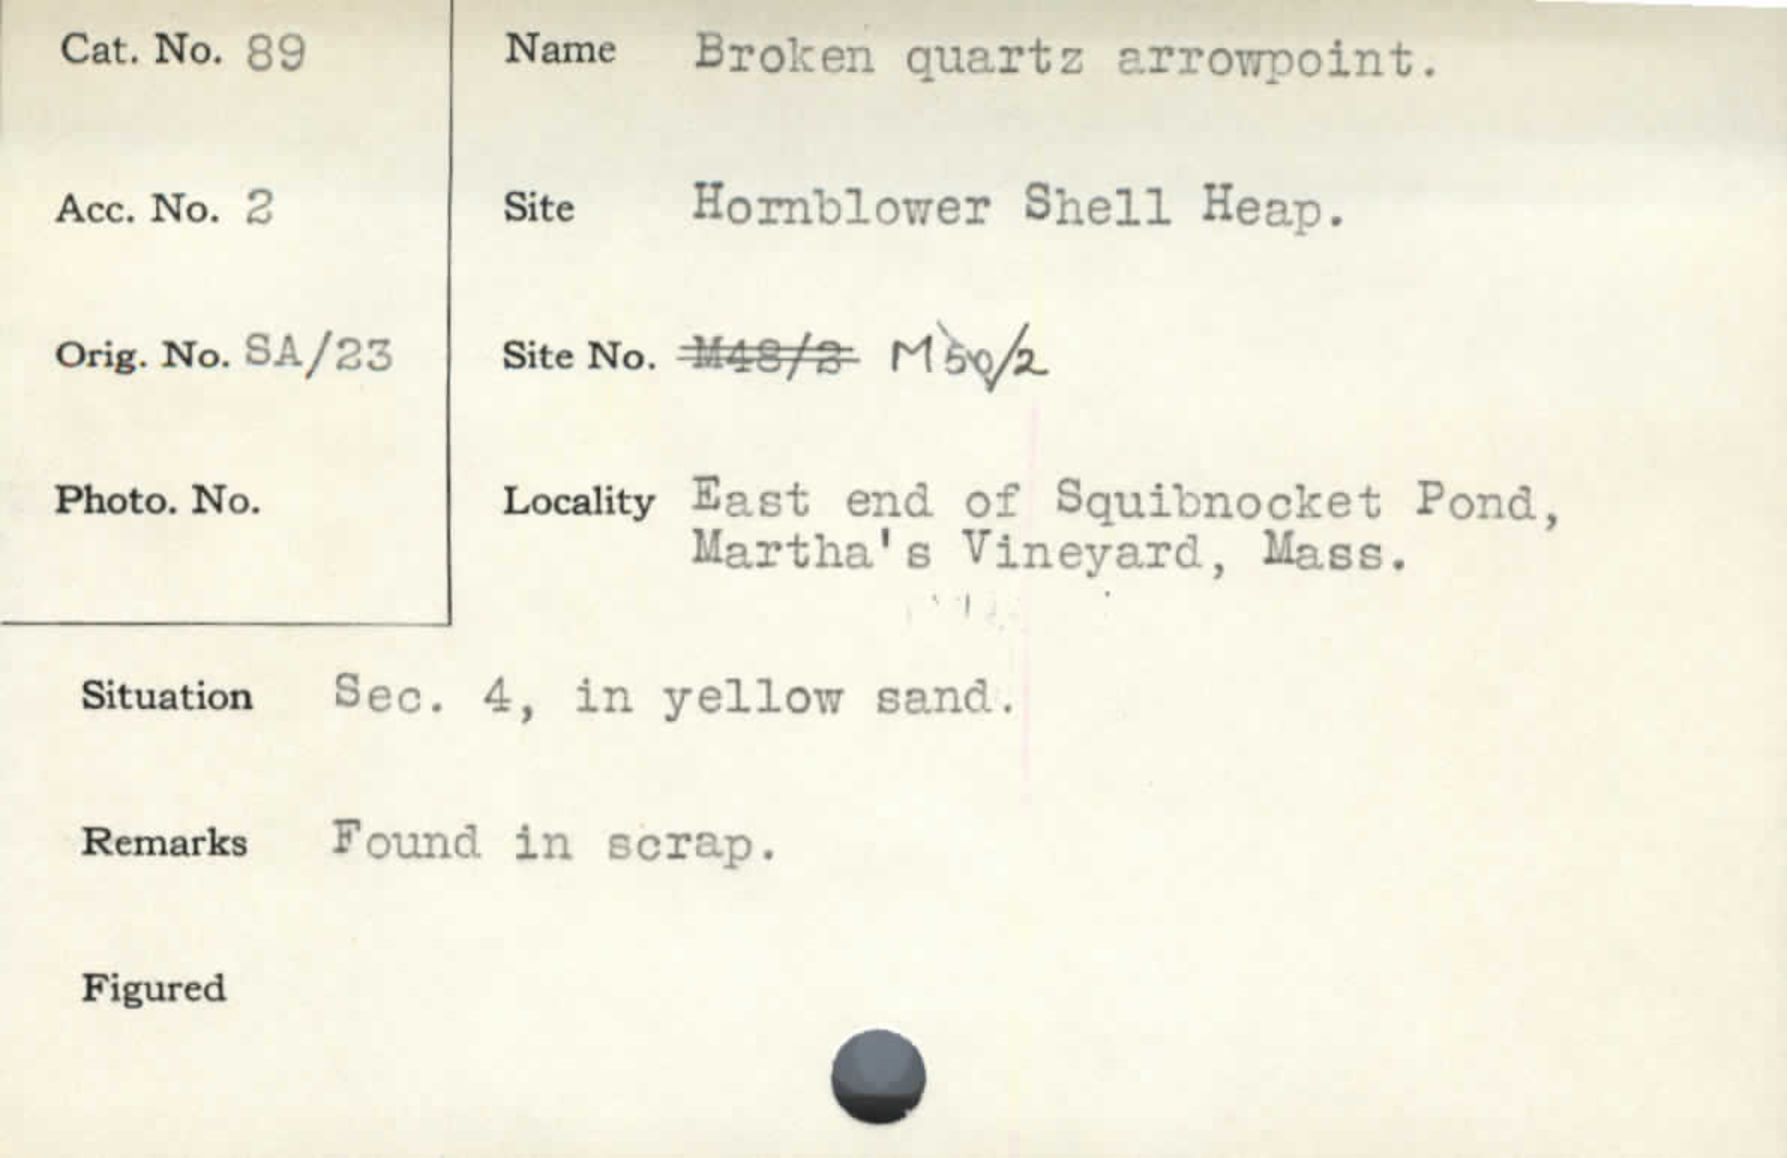 Cat. No. 89
Name Broken quartz arrowpoint.
Acc. No. 2
Site Hornblower Shell Heap.
Orig. No. SA/23
Site No. M48/2 M50/2
Photo. No.
Locality East end of Squibnocket Pond,
Martha's Vineyard, Mass.
Situation Sec. 4, in yellow sand.
Remarks Found in scrap.
Figured